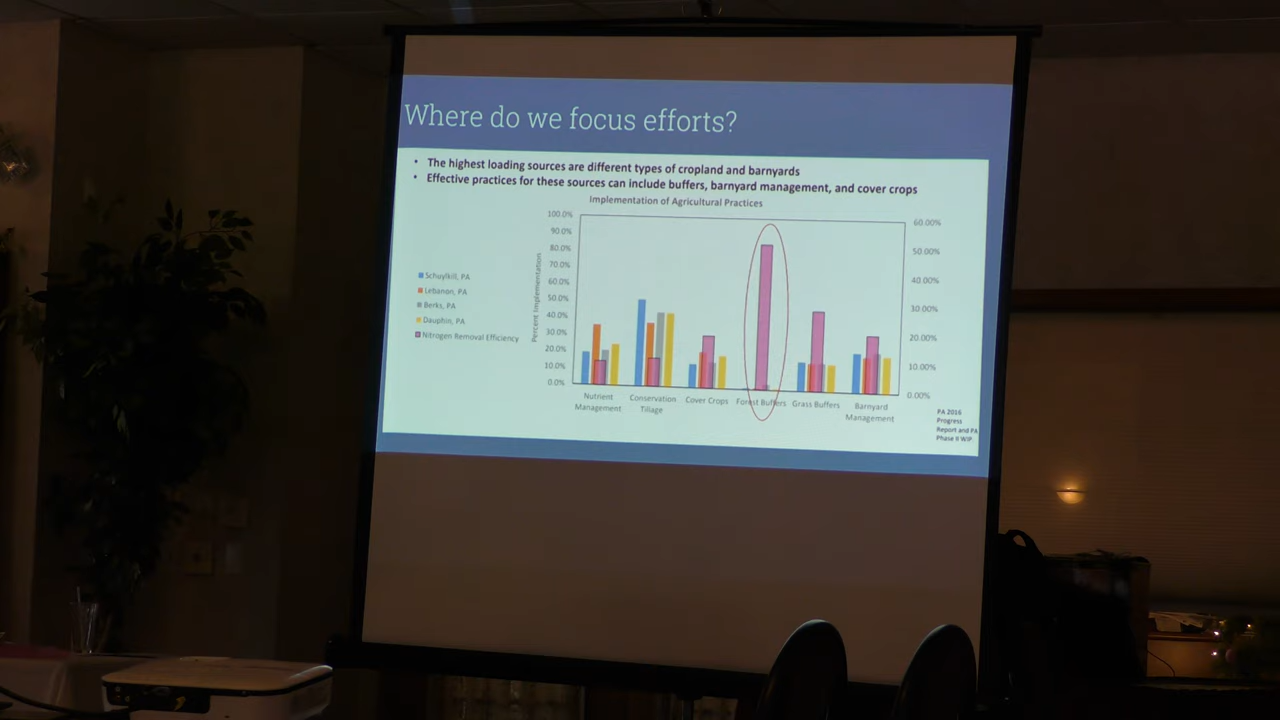 Where do we focus efforts?
• The highest loading sources are different types of cropland and barnyards
• Effective practices for these sources can include buffers, barnyard management, and cover crops
Implementation of Agricultural Practices
Percent Implementation
100.0%
90.0%
80.0%
70.0%
60.0%
50.0%
40.0%
30.0%
20.0%
10.0%
0.0%
60.00%
50.00%
40.00%
30.00%
20.00%
10.00%
0.00%
Schuylkill, PA
Lebanon, PA
Berks, PA
Dauphin, PA
Nitrogen Removal Efficiency
Nutrient
Management
Conservation
Tillage
Cover Crops
Forest Buffers
Grass Buffers
Barnyard
Management
PA 2016
Progress
Report and PA
Phase II WIP